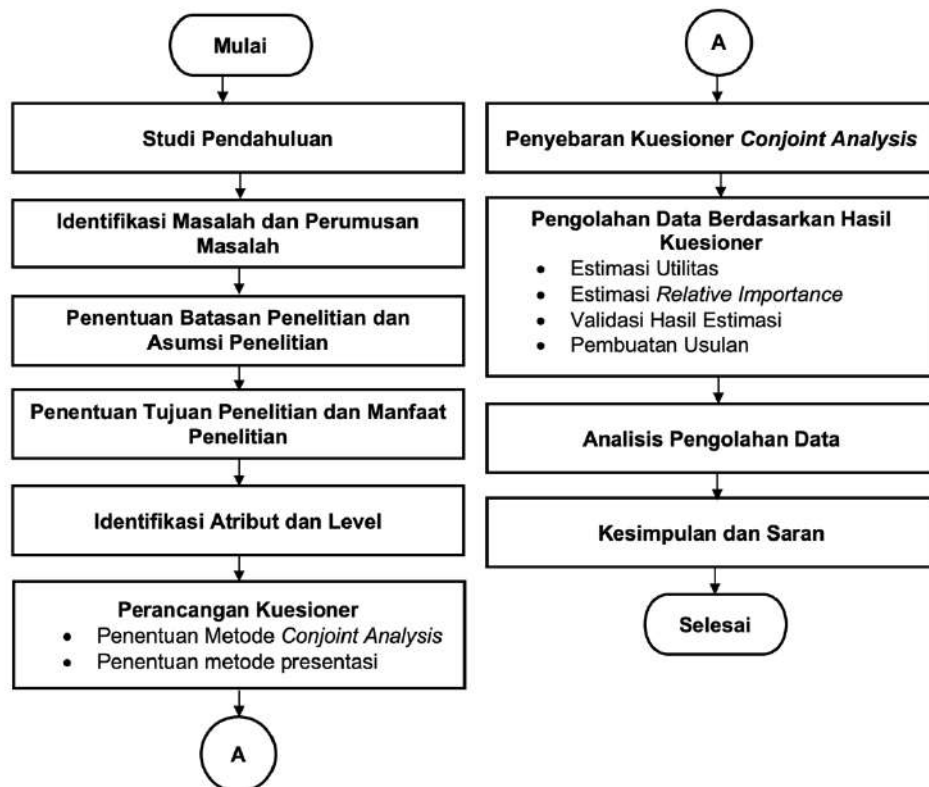 Mulai
Studi Pendahuluan
Identifikasi Masalah dan Perumusan
Masalah
Penentuan Batasan Penelitian dan
Asumsi Penelitian
Penentuan Tujuan Penelitian dan Manfaat
Penelitian
Identifikasi Atribut dan Level
Perancangan Kuesioner
• Penentuan Metode Conjoint Analysis
• Penentuan metode presentasi
A
A
Penyebaran Kuesioner Conjoint Analysis
Pengolahan Data Berdasarkan Hasil
Kuesioner
• Estimasi Utilitas
• Estimasi Relative Importance
• Validasi Hasil Estimasi
• Pembuatan Usulan
Analisis Pengolahan Data
Kesimpulan dan Saran
Selesai